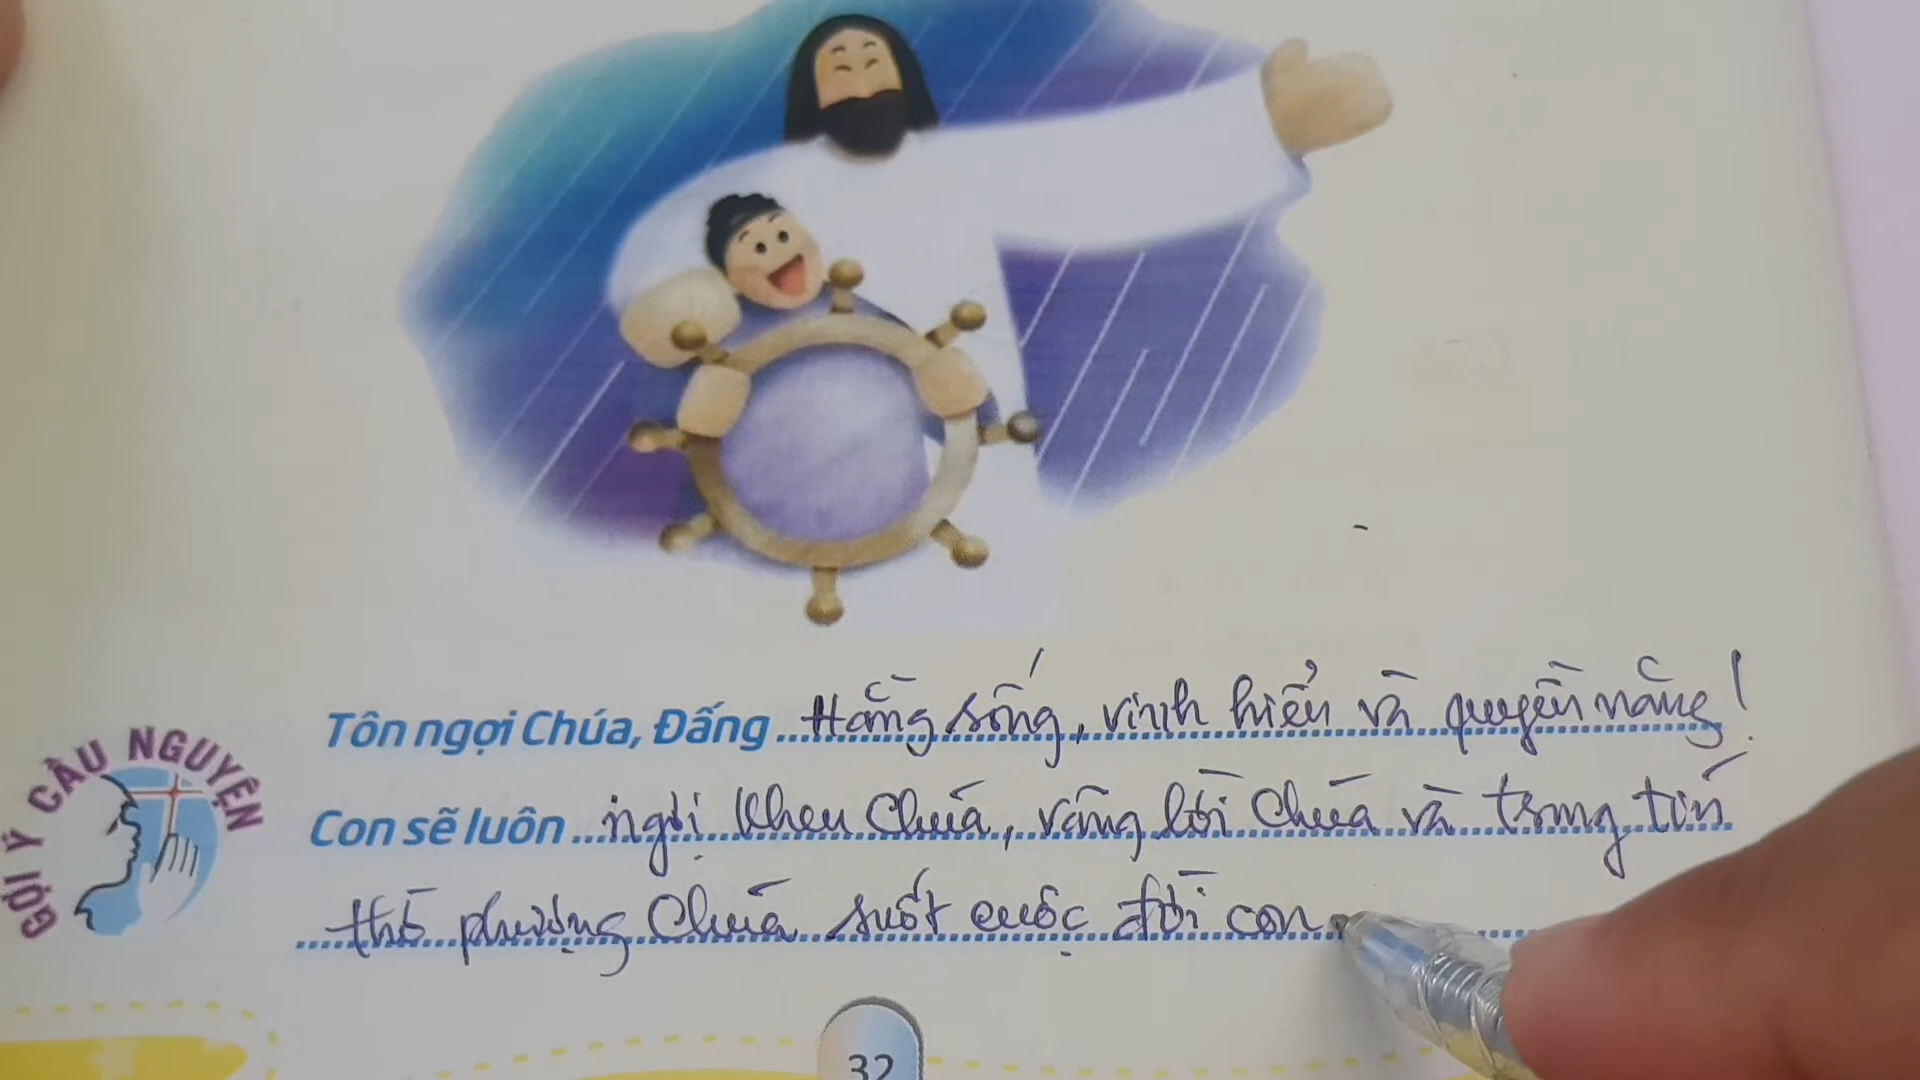 Tôn ngợi Chúa, Đấng Hằng sống, vinh hiển và quyền năng!
GỢI Ý CẦU NGUYỆN
Con sẽ luôn ngợi khen Chúa, vâng lời Chúa và trung tín
thờ phượng Chúa suốt cuộc đời con
32